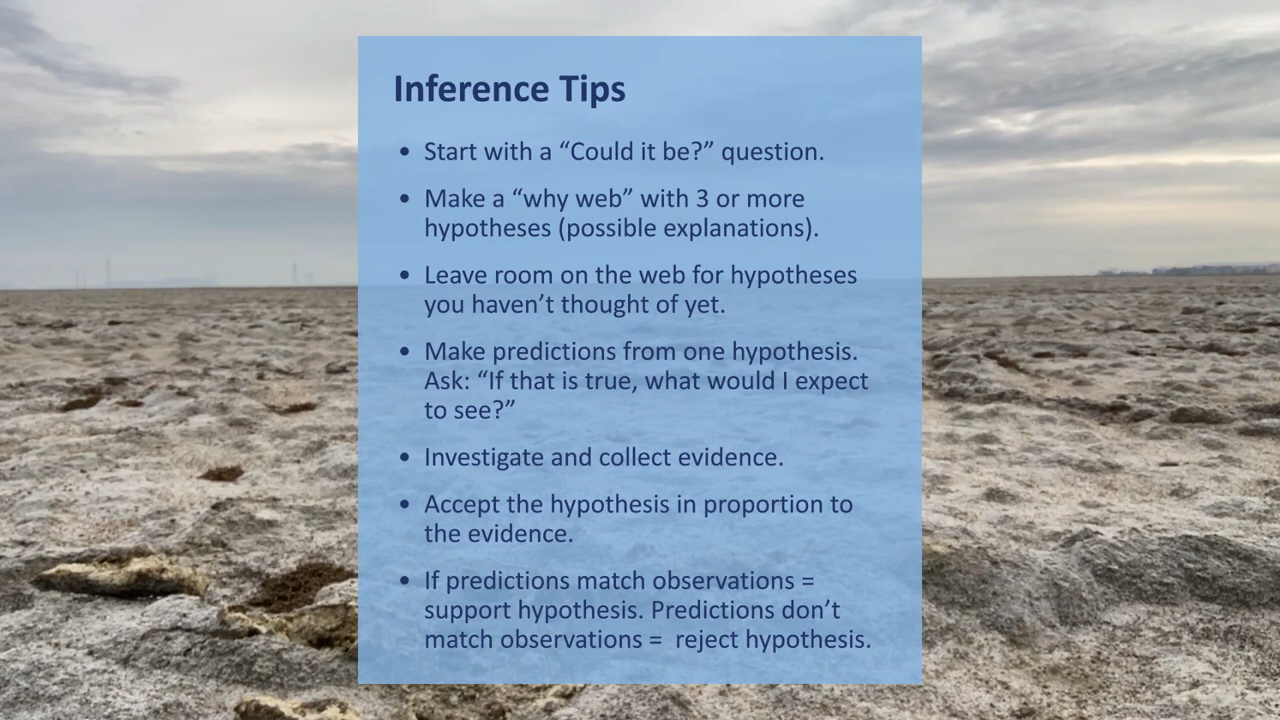 Inference Tips
• Start with a “Could it be?” question.
• Make a “why web” with 3 or more
hypotheses (possible explanations).
• Leave room on the web for hypotheses
you haven’t thought of yet.
• Make predictions from one hypothesis.
Ask: “If that is true, what would I expect
to see?”
• Investigate and collect evidence.
• Accept the hypothesis in proportion to
the evidence.
• If predictions match observations =
support hypothesis. Predictions don’t
match observations =  reject hypothesis.